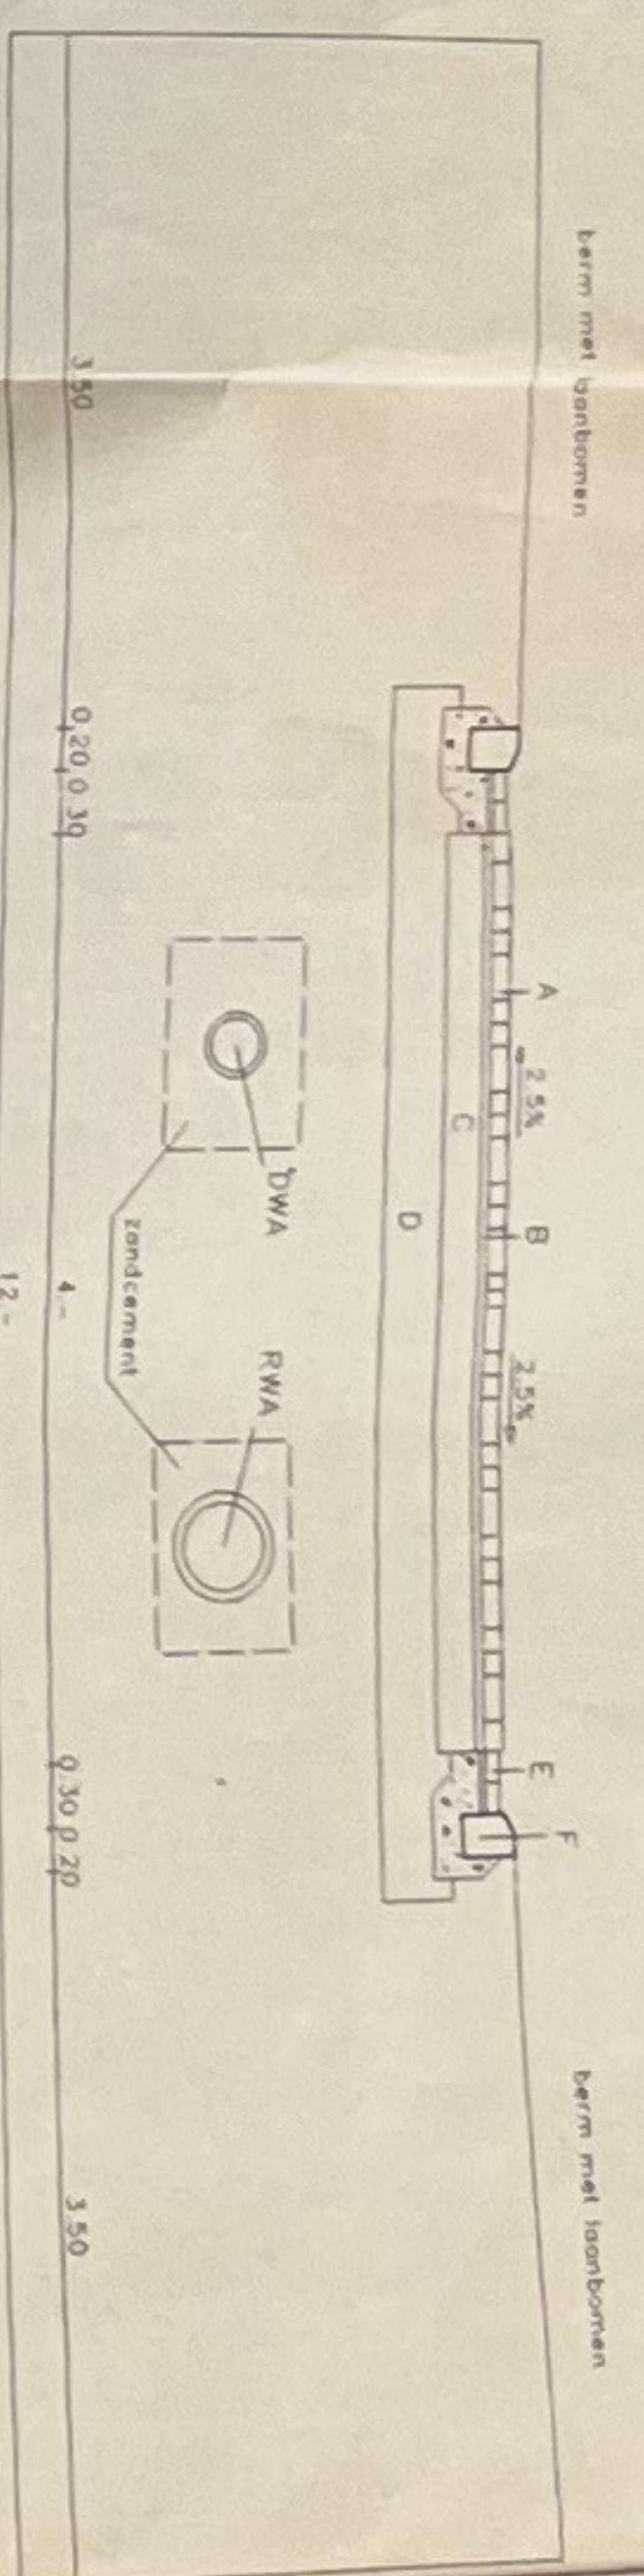 berm met laanbomen
berm met laanbomen
A
2.5%
B
2.5%
E
F
C
D
DWA
RWA
zandcement
3.50
0,20
0.30
4.-
0.30
0.20
3.50
12.-